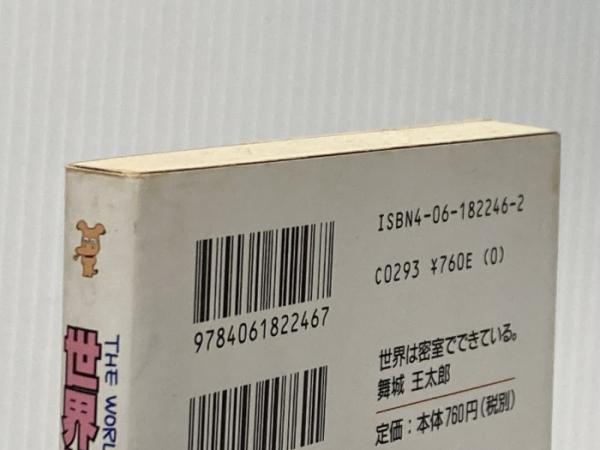 THE WORL
世界
9784061822467
ISBN4-06-182246-2
C0293 ¥760E (0)
世界は密室でできている。
舞城 王太郎
定価：本体760円(税別)